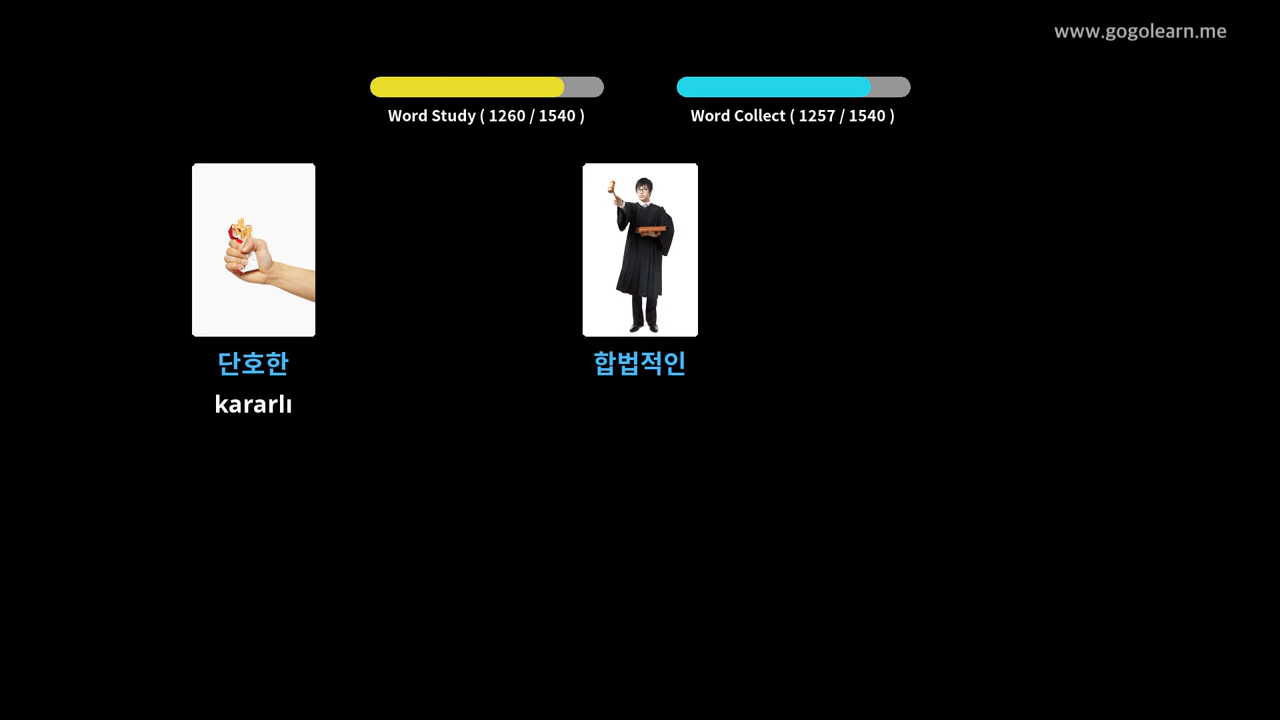 www.gogolearn.me
Word Study ( 1260 / 1540 )
Word Collect ( 1257 / 1540 )
단호한
합법적인
kararlı